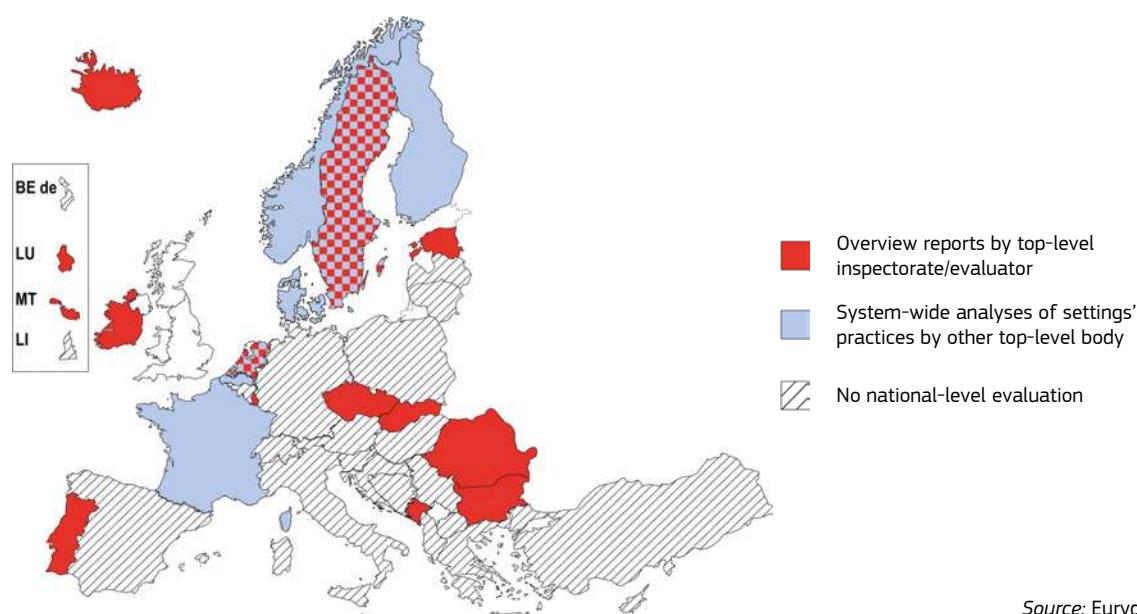 BE de
LU
MT
LI
Overview reports by top-level
inspectorate/evaluator
System-wide analyses of settings'
practices by other top-level body
No national-level evaluation
Source: